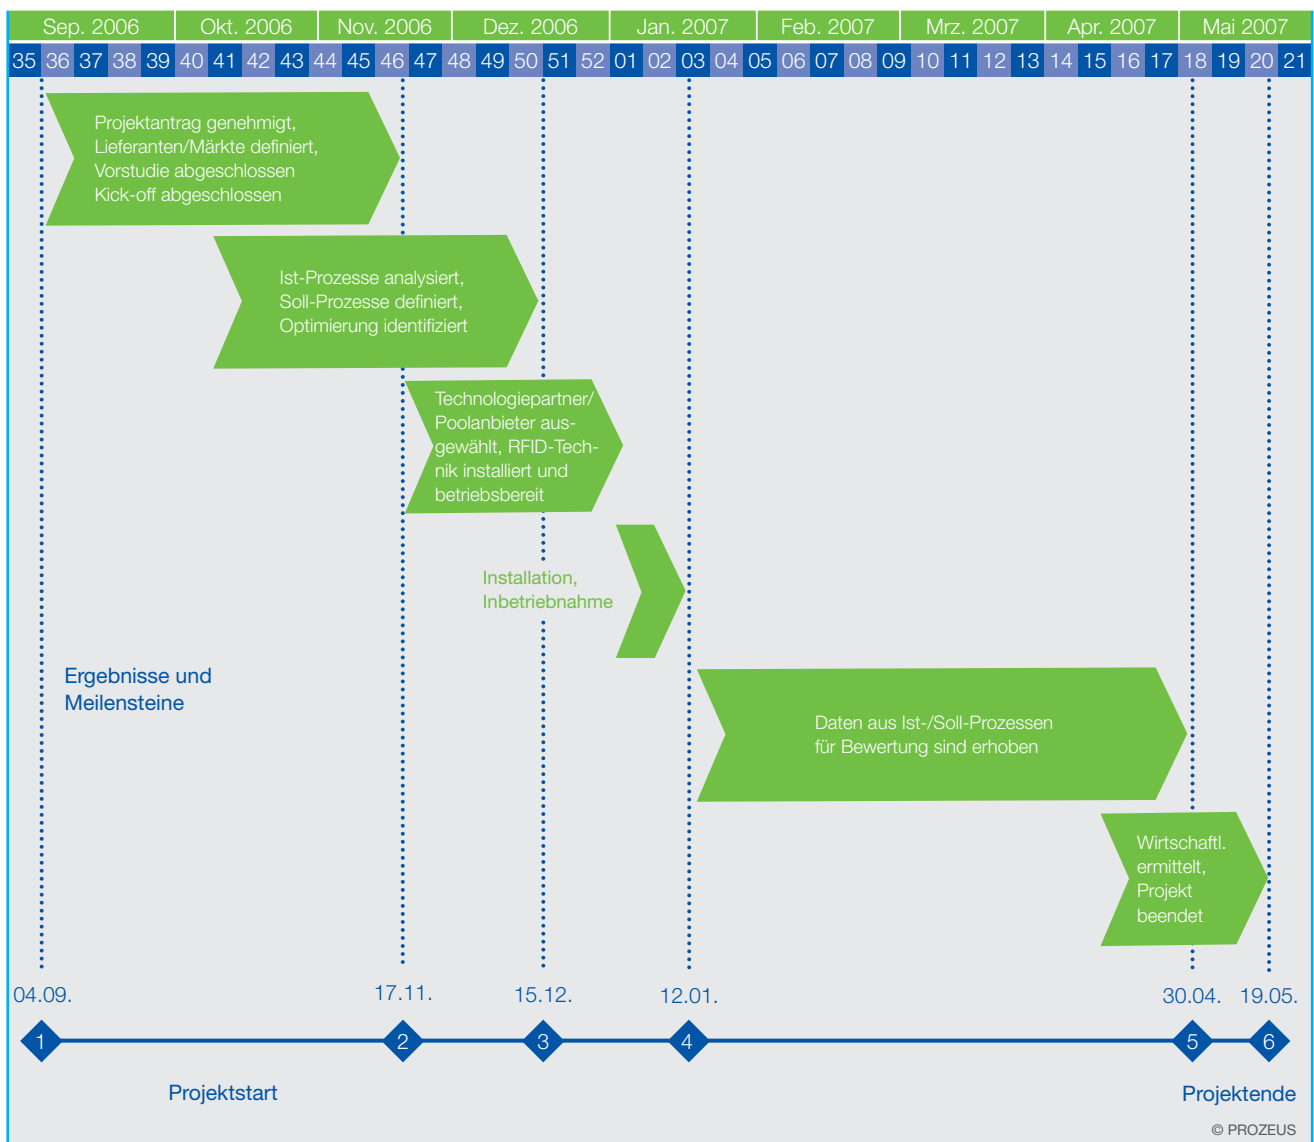 Sep. 2006 Okt. 2006 Nov. 2006 Dez. 2006 Jan. 2007 Feb. 2007 Mrz. 2007 Apr. 2007 Mai 2007
35 36 37 38 39 40 41 42 43 44 45 46 47 48 49 50 51 52 01 02 03 04 05 06 07 08 09 10 11 12 13 14 15 16 17 18 19 20 21
Projektantrag genehmigt,
Lieferanten/Märkte definiert,
Vorstudie abgeschlossen
Kick-off abgeschlossen
Ist-Prozesse analysiert,
Soll-Prozesse definiert,
Optimierung identifiziert
Technologiepartner/
Poolanbieter aus-
gewählt, RFID-Tech-
nik installiert und
betriebsbereit
Installation,
Inbetriebnahme
Ergebnisse und
Meilensteine
Daten aus Ist-/Soll-Prozessen
für Bewertung sind erhoben
Wirtschaftl.
ermittelt,
Projekt
beendet
04.09. 17.11. 15.12. 12.01. 30.04. 19.05.
1 2 3 4 5 6
Projektstart Projektende
© PROZEUS